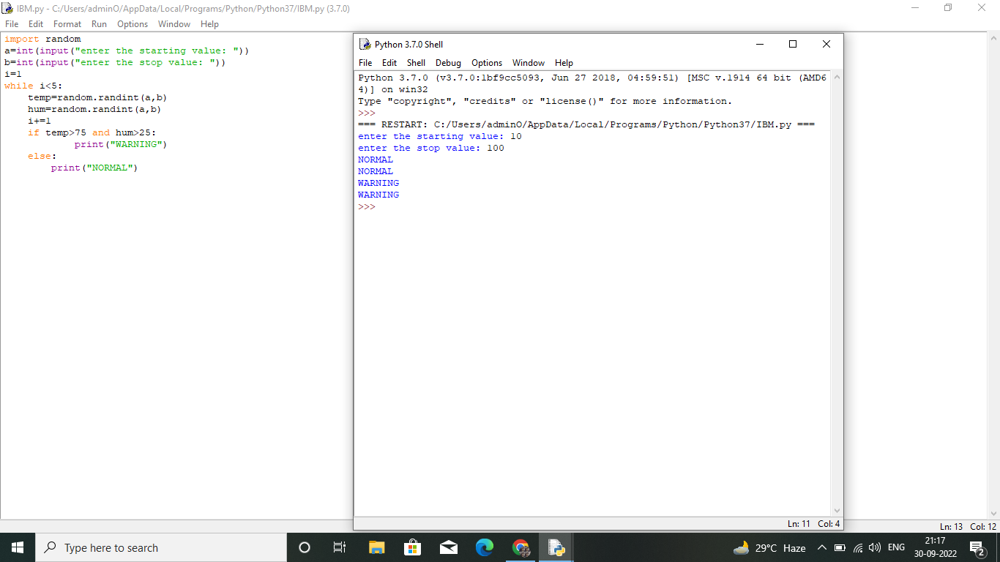 IBM.py - C:/Users/adminO/AppData/Local/Programs/Python/Python37/IBM.py (3.7.0)
File Edit Format Run Options Window Help
import random
a=int(input("enter the starting value: "))
b=int(input("enter the stop value: "))
i=1
while i<5:
    temp=random.randint(a,b)
    hum=random.randint(a,b)
    i+=1
    if temp>75 and hum>25:
            print("WARNING")
    else:
        print("NORMAL")
Python 3.7.0 Shell
File Edit Shell Debug Options Window Help
Python 3.7.0 (v3.7.0:1bf9cc5093, Jun 27 2018, 04:59:51) [MSC v.1914 64 bit (AMD6
4)] on win32
Type "copyright", "credits" or "license()" for more information.
>>>
=== RESTART: C:/Users/adminO/AppData/Local/Programs/Python/Python37/IBM.py ===
enter the starting value: 10
enter the stop value: 100
NORMAL
NORMAL
WARNING
WARNING
>>>
Ln: 11 Col: 4
Ln: 13 Col: 12
Type here to search
29°C Haze
ENG
21:17
30-09-2022
2